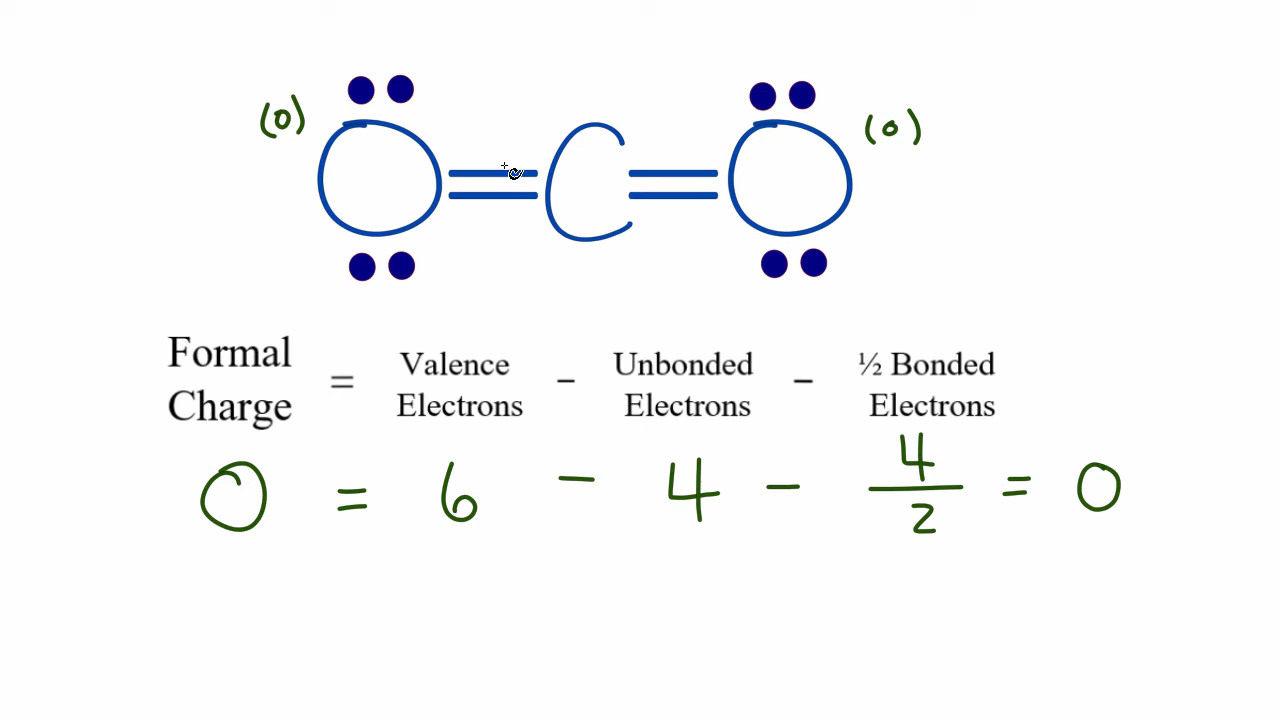 (0) (0)
O C O
Formal Charge = Valence Electrons – Unbonded Electrons – ½ Bonded Electrons
O = 6 - 4 - 4/2 = 0